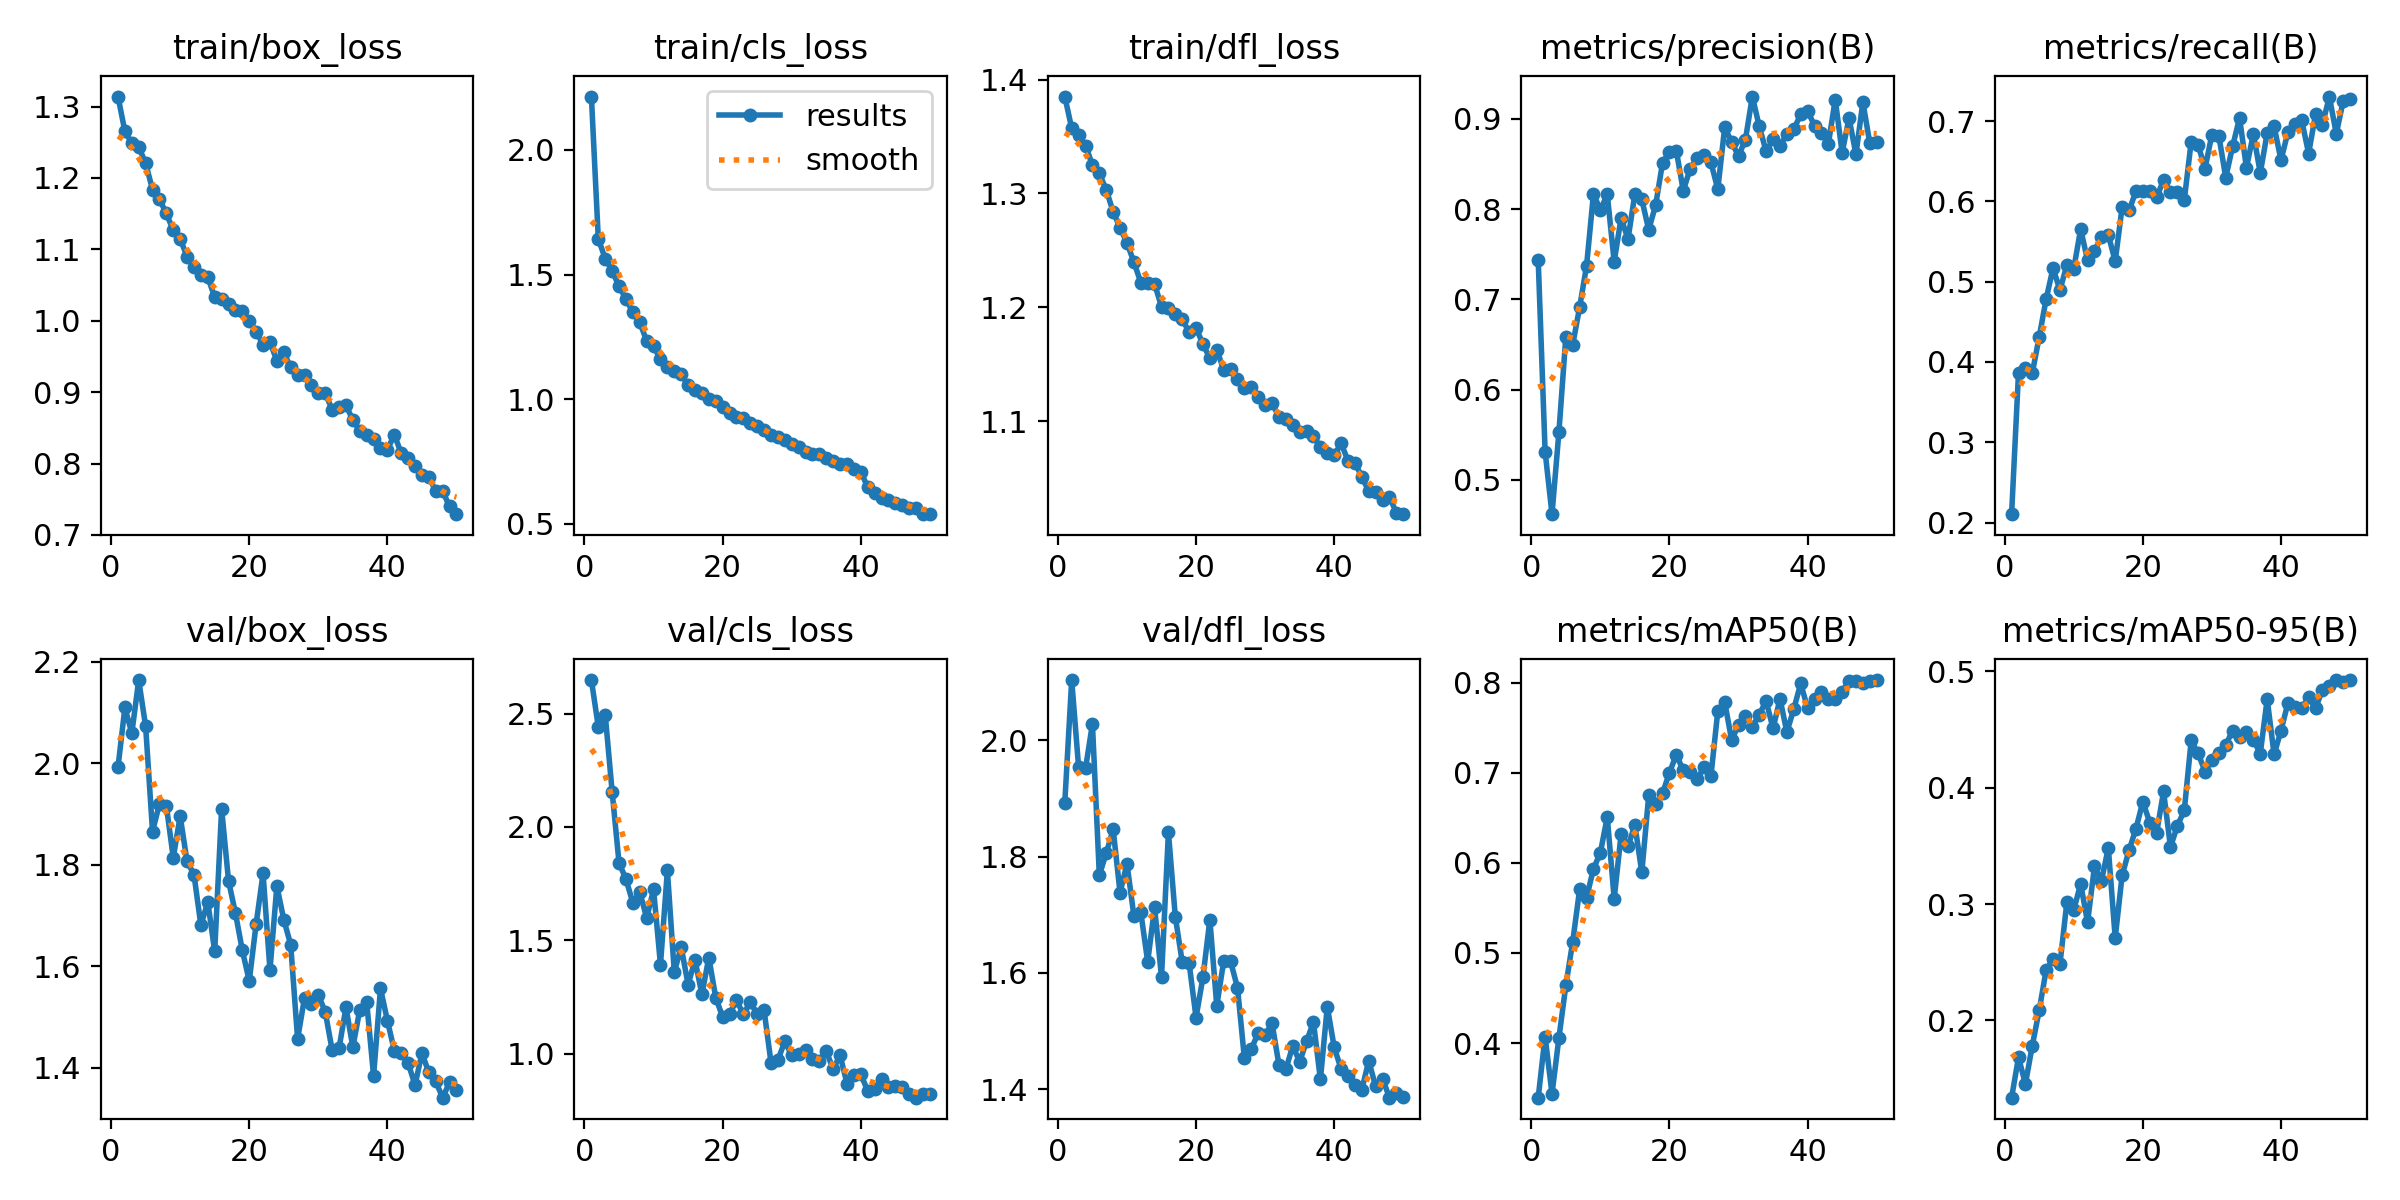 train/box_loss
1.3
1.2
1.1
1.0
0.9
0.8
0.7
0 20 40
train/cls_loss
results
smooth
2.0
1.5
1.0
0.5
0 20 40
train/dfl_loss
1.4
1.3
1.2
1.1
0 20 40
metrics/precision(B)
0.9
0.8
0.7
0.6
0.5
0 20 40
metrics/recall(B)
0.7
0.6
0.5
0.4
0.3
0.2
0 20 40
val/box_loss
2.2
2.0
1.8
1.6
1.4
0 20 40
val/cls_loss
2.5
2.0
1.5
1.0
0 20 40
val/dfl_loss
2.0
1.8
1.6
1.4
0 20 40
metrics/mAP50(B)
0.8
0.7
0.6
0.5
0.4
0 20 40
metrics/mAP50-95(B)
0.5
0.4
0.3
0.2
0 20 40